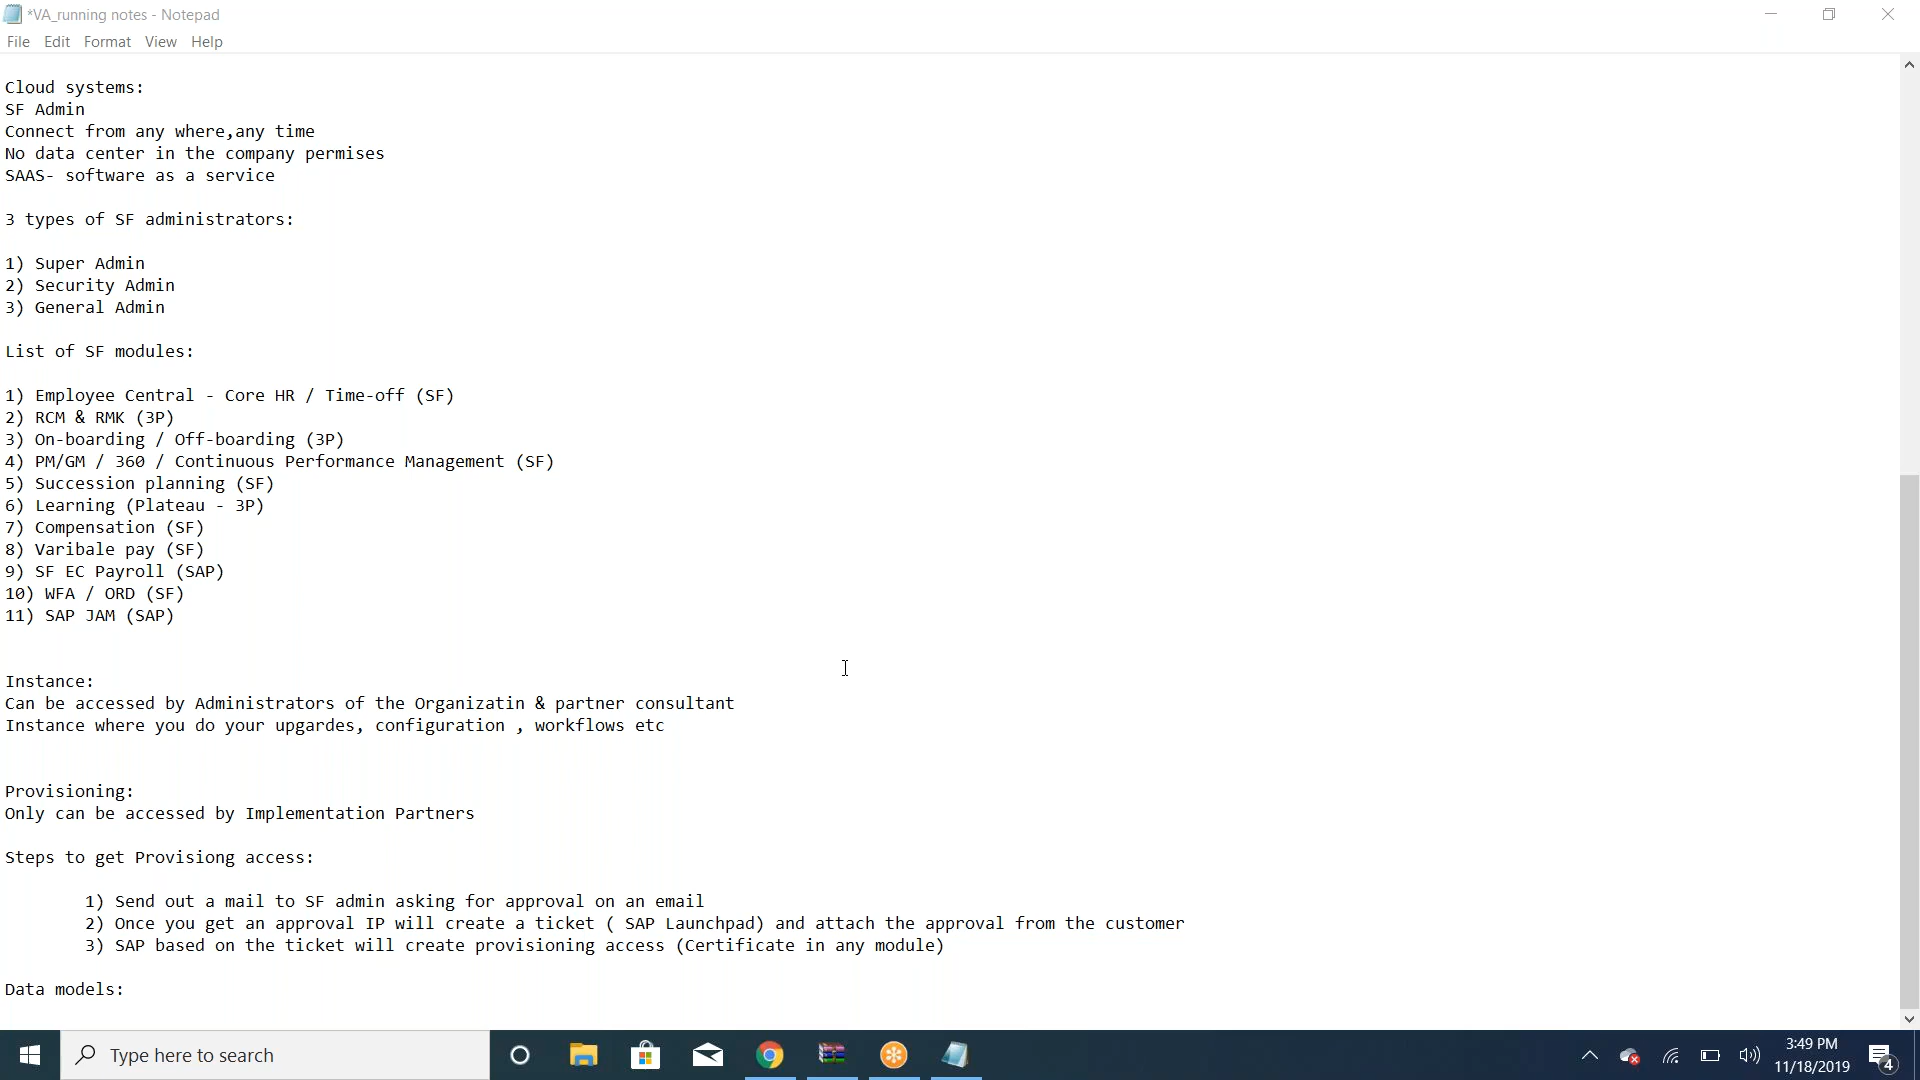 *VA_running notes - Notepad
File Edit Format View Help
Cloud systems:
SF Admin
Connect from any where,any time
No data center in the company permises
SAAS- software as a service
3 types of SF administrators:
1) Super Admin
2) Security Admin
3) General Admin
List of SF modules:
1) Employee Central - Core HR / Time-off (SF)
2) RCM & RMK (3P)
3) On-boarding / Off-boarding (3P)
4) PM/GM / 360 / Continuous Performance Management (SF)
5) Succession planning (SF)
6) Learning (Plateau - 3P)
7) Compensation (SF)
8) Varibale pay (SF)
9) SF EC Payroll (SAP)
10) WFA / ORD (SF)
11) SAP JAM (SAP)
Instance:
Can be accessed by Administrators of the Organizatin & partner consultant
Instance where you do your upgardes, configuration , workflows etc
Provisioning:
Only can be accessed by Implementation Partners
Steps to get Provisiong access:
1) Send out a mail to SF admin asking for approval on an email
2) Once you get an approval IP will create a ticket ( SAP Launchpad) and attach the approval from the customer
3) SAP based on the ticket will create provisioning access (Certificate in any module)
Data models:
Type here to search
3:49 PM
11/18/2019
4